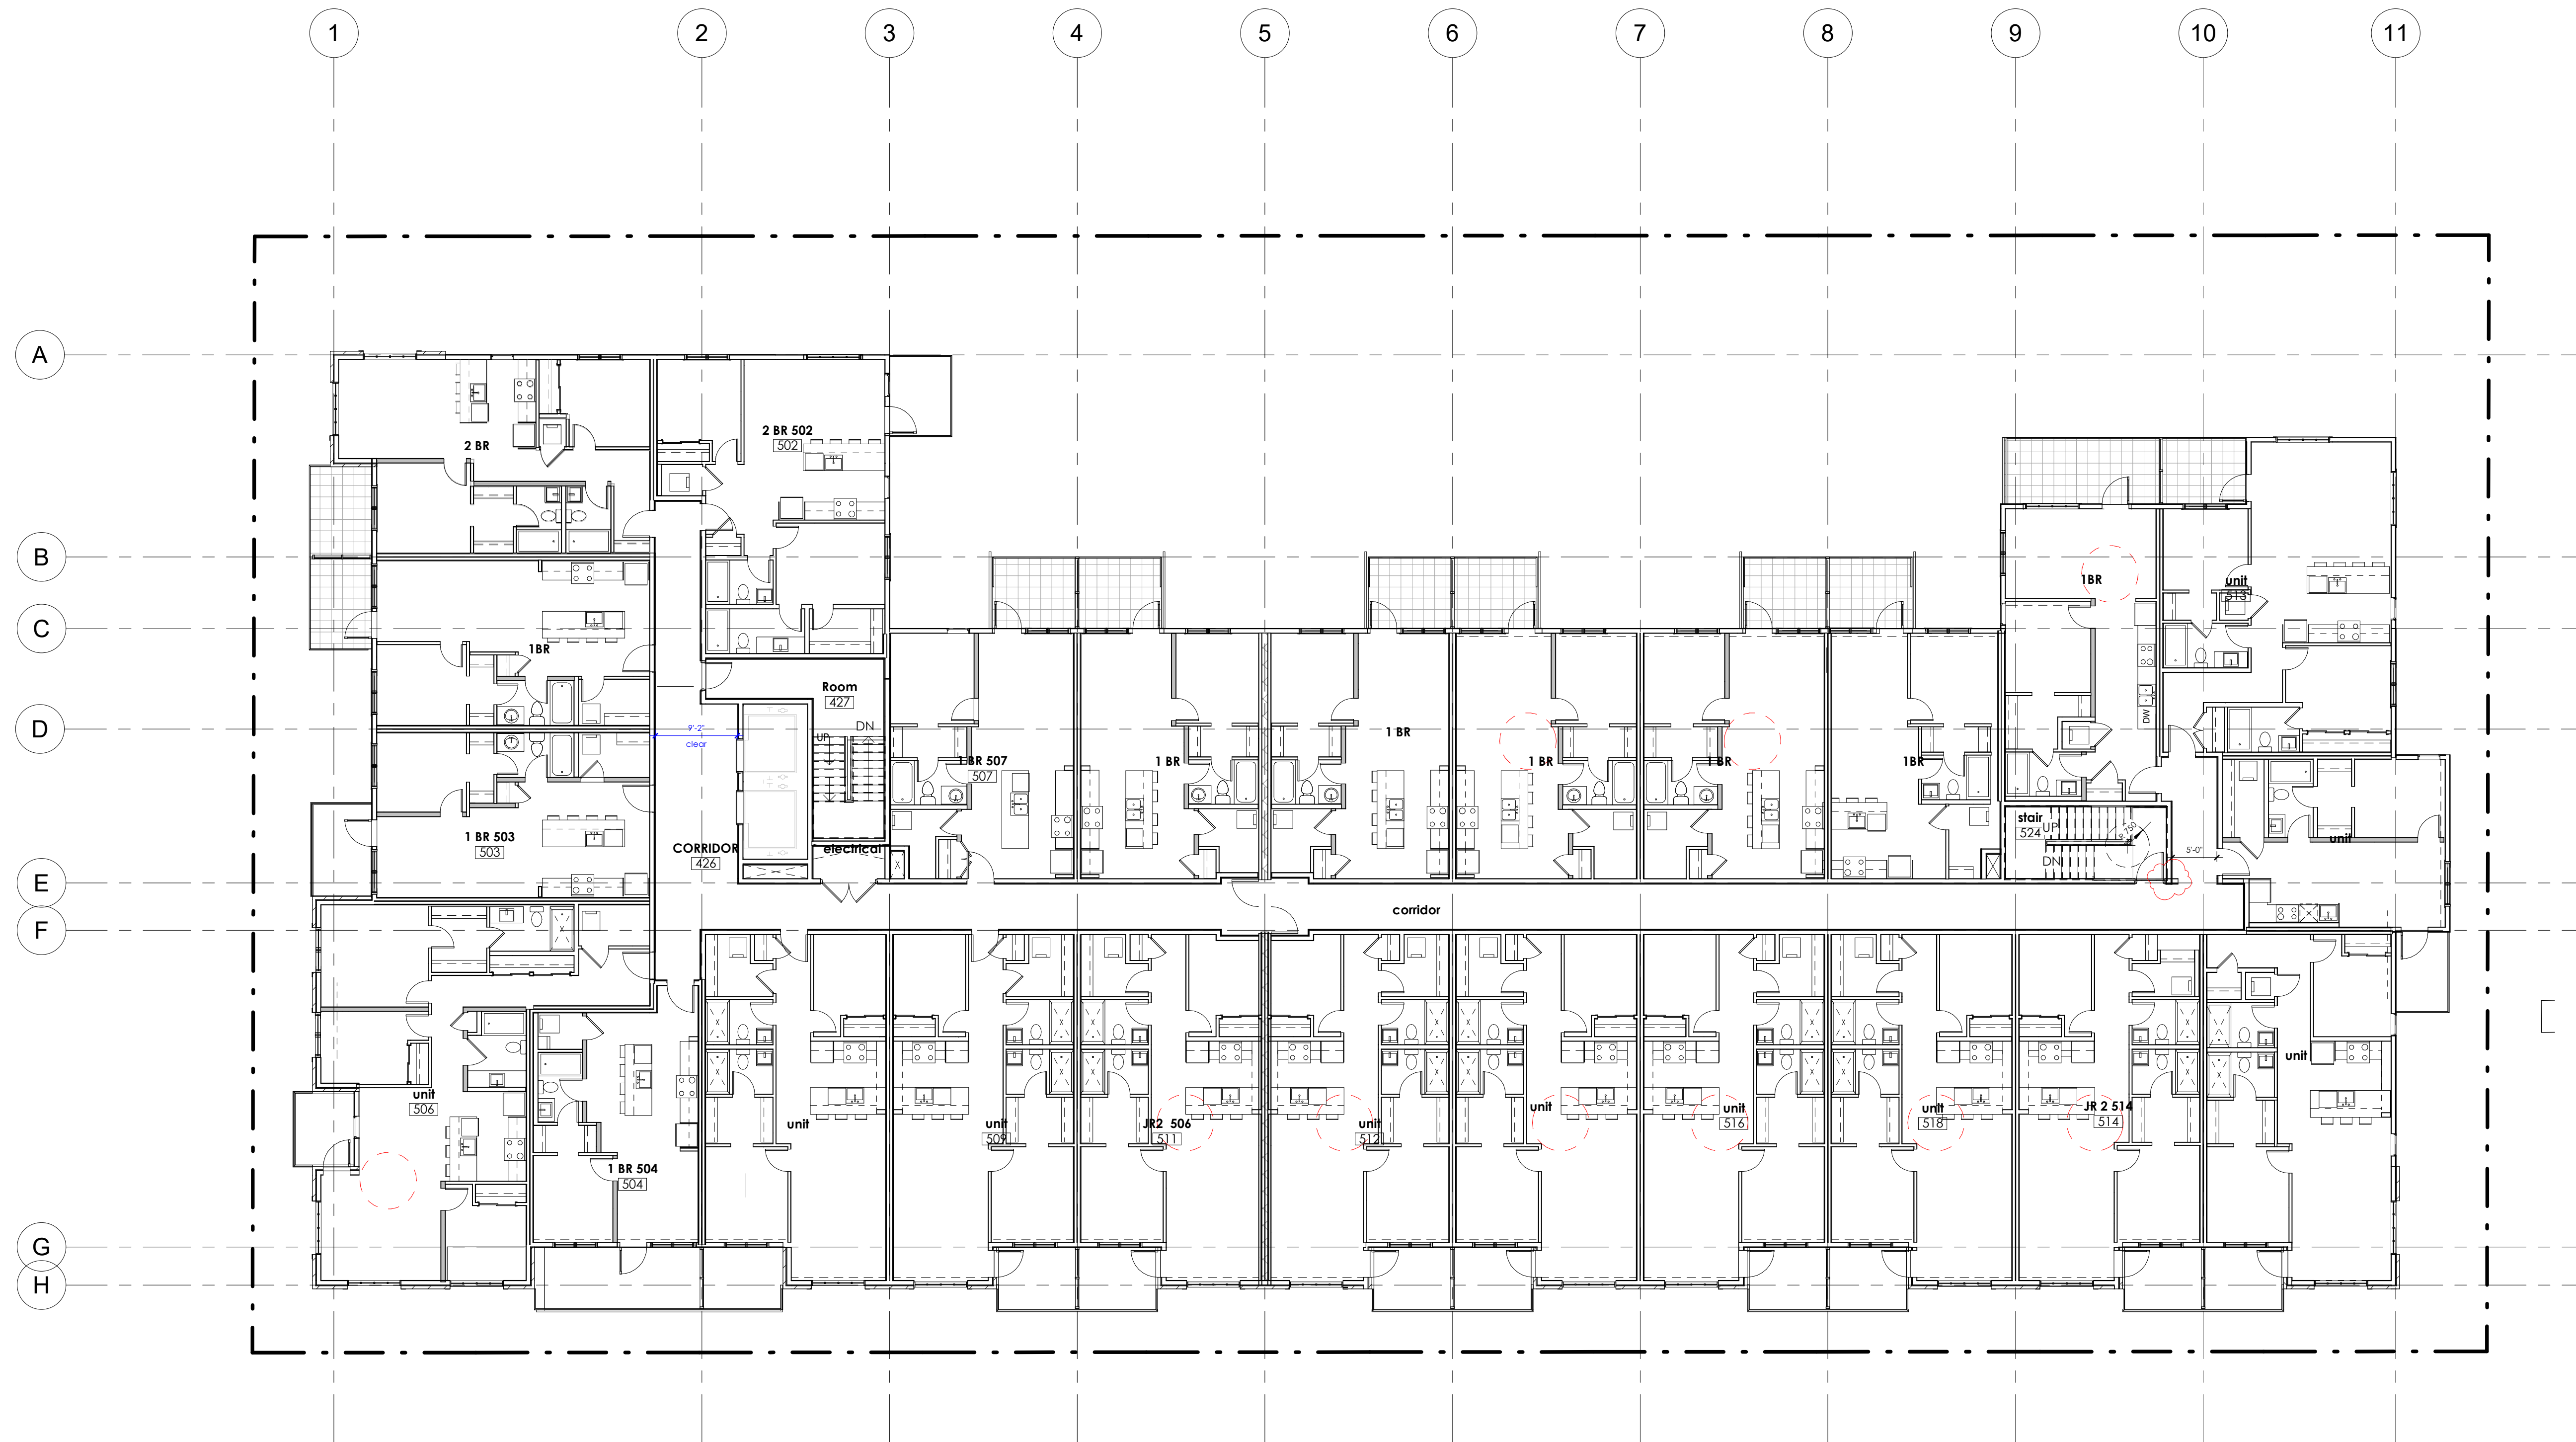 1 2 3 4 5 6 7 8 9 10 11
A
2 BR 502
502
2 BR
B
1BR
unit
513
C
1BR
Room
427
D
DN
UP
9'-2"
clear
DW
1 BR
1 BR 507
507
1 BR
1 BR
1 BR
1BR
stair
524
UP
DN
R 750
5'-0"
unit
1 BR 503
503
CORRIDOR
426
electrical
E
F
corridor
unit
506
unit
unit
509
JR2 506
511
unit
512
unit
unit
516
unit
518
JR 2 514
514
unit
1 BR 504
504
G
H